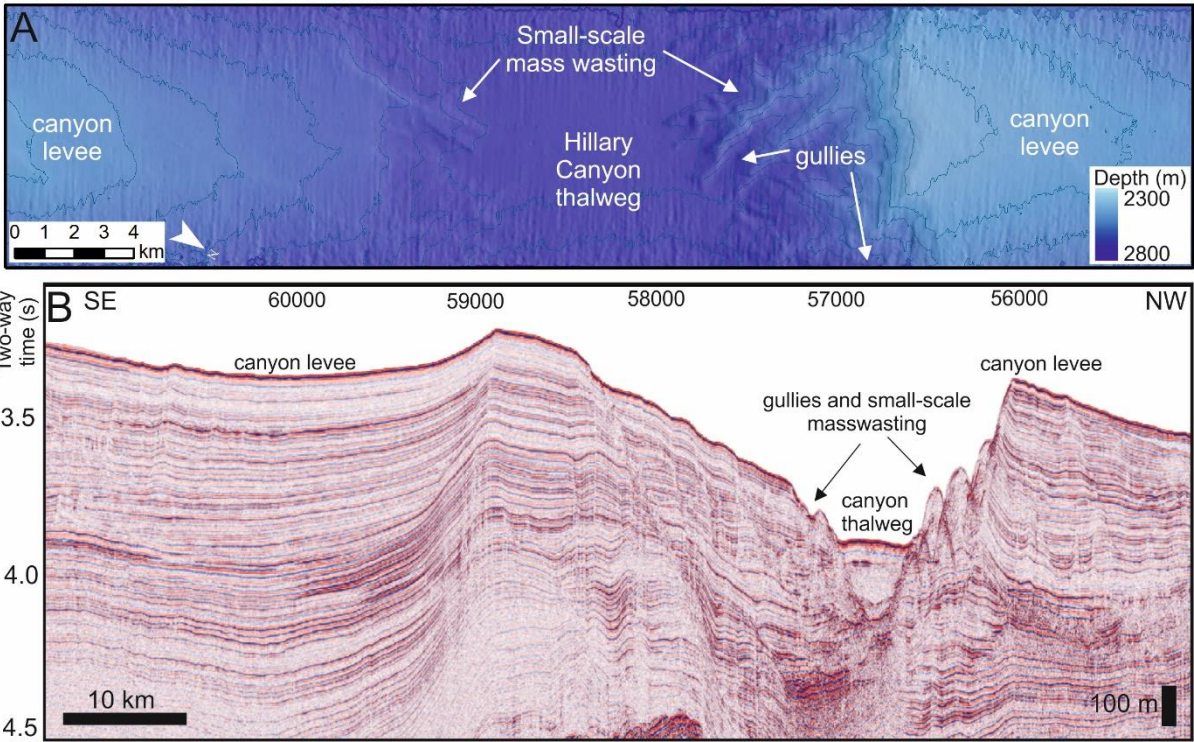 A
Small-scale
mass wasting
canyon
levee
Hillary
Canyon
thalweg
gullies
canyon
levee
Depth (m)
2300
2800
0 1 2 3 4
km
N
B SE 60000 59000 58000 57000 56000 NW
Two-way
time (s)
canyon levee
canyon levee
gullies and small-scale
masswasting
canyon
thalweg
3.5
4.0
4.5
10 km
100 m